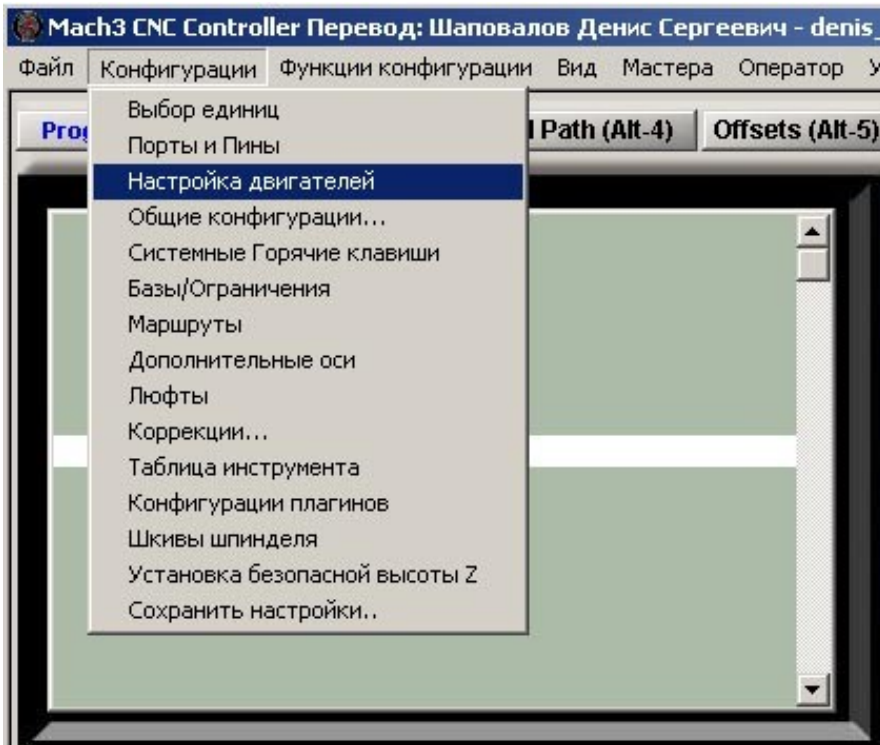 Mach3 CNC Controller Перевод: Шаповалов Денис Сергеевич - denis_
Файл Конфигурации Функции конфигурации Вид Мастера Оператор
Path (Alt-4) Offsets (Alt-5)
Выбор единиц
Порты и Пины
Настройка двигателей
Общие конфигурации...
Системные Горячие клавиши
Базы/Ограничения
Маршруты
Дополнительные оси
Люфты
Коррекции...
Таблица инструмента
Конфигурации плагинов
Шкивы шпинделя
Установка безопасной высоты Z
Сохранить настройки..